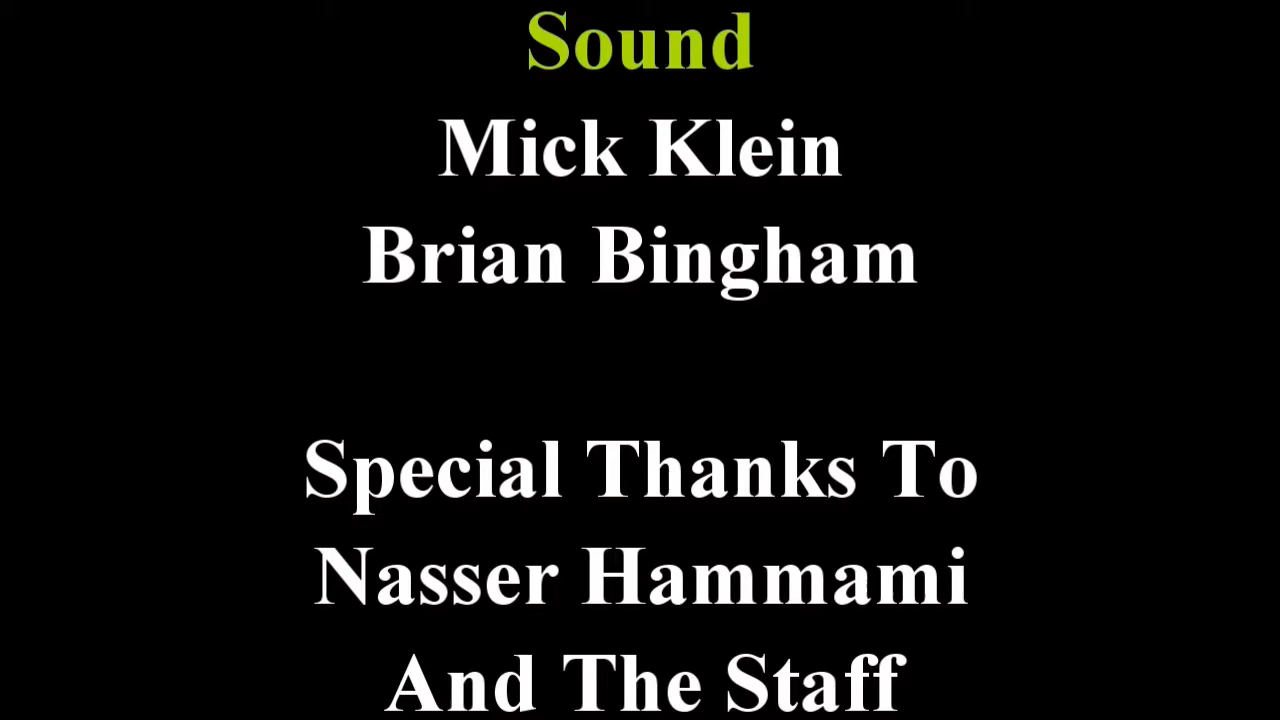 Sound
Mick Klein
Brian Bingham
Special Thanks To
Nasser Hammami
And The Staff